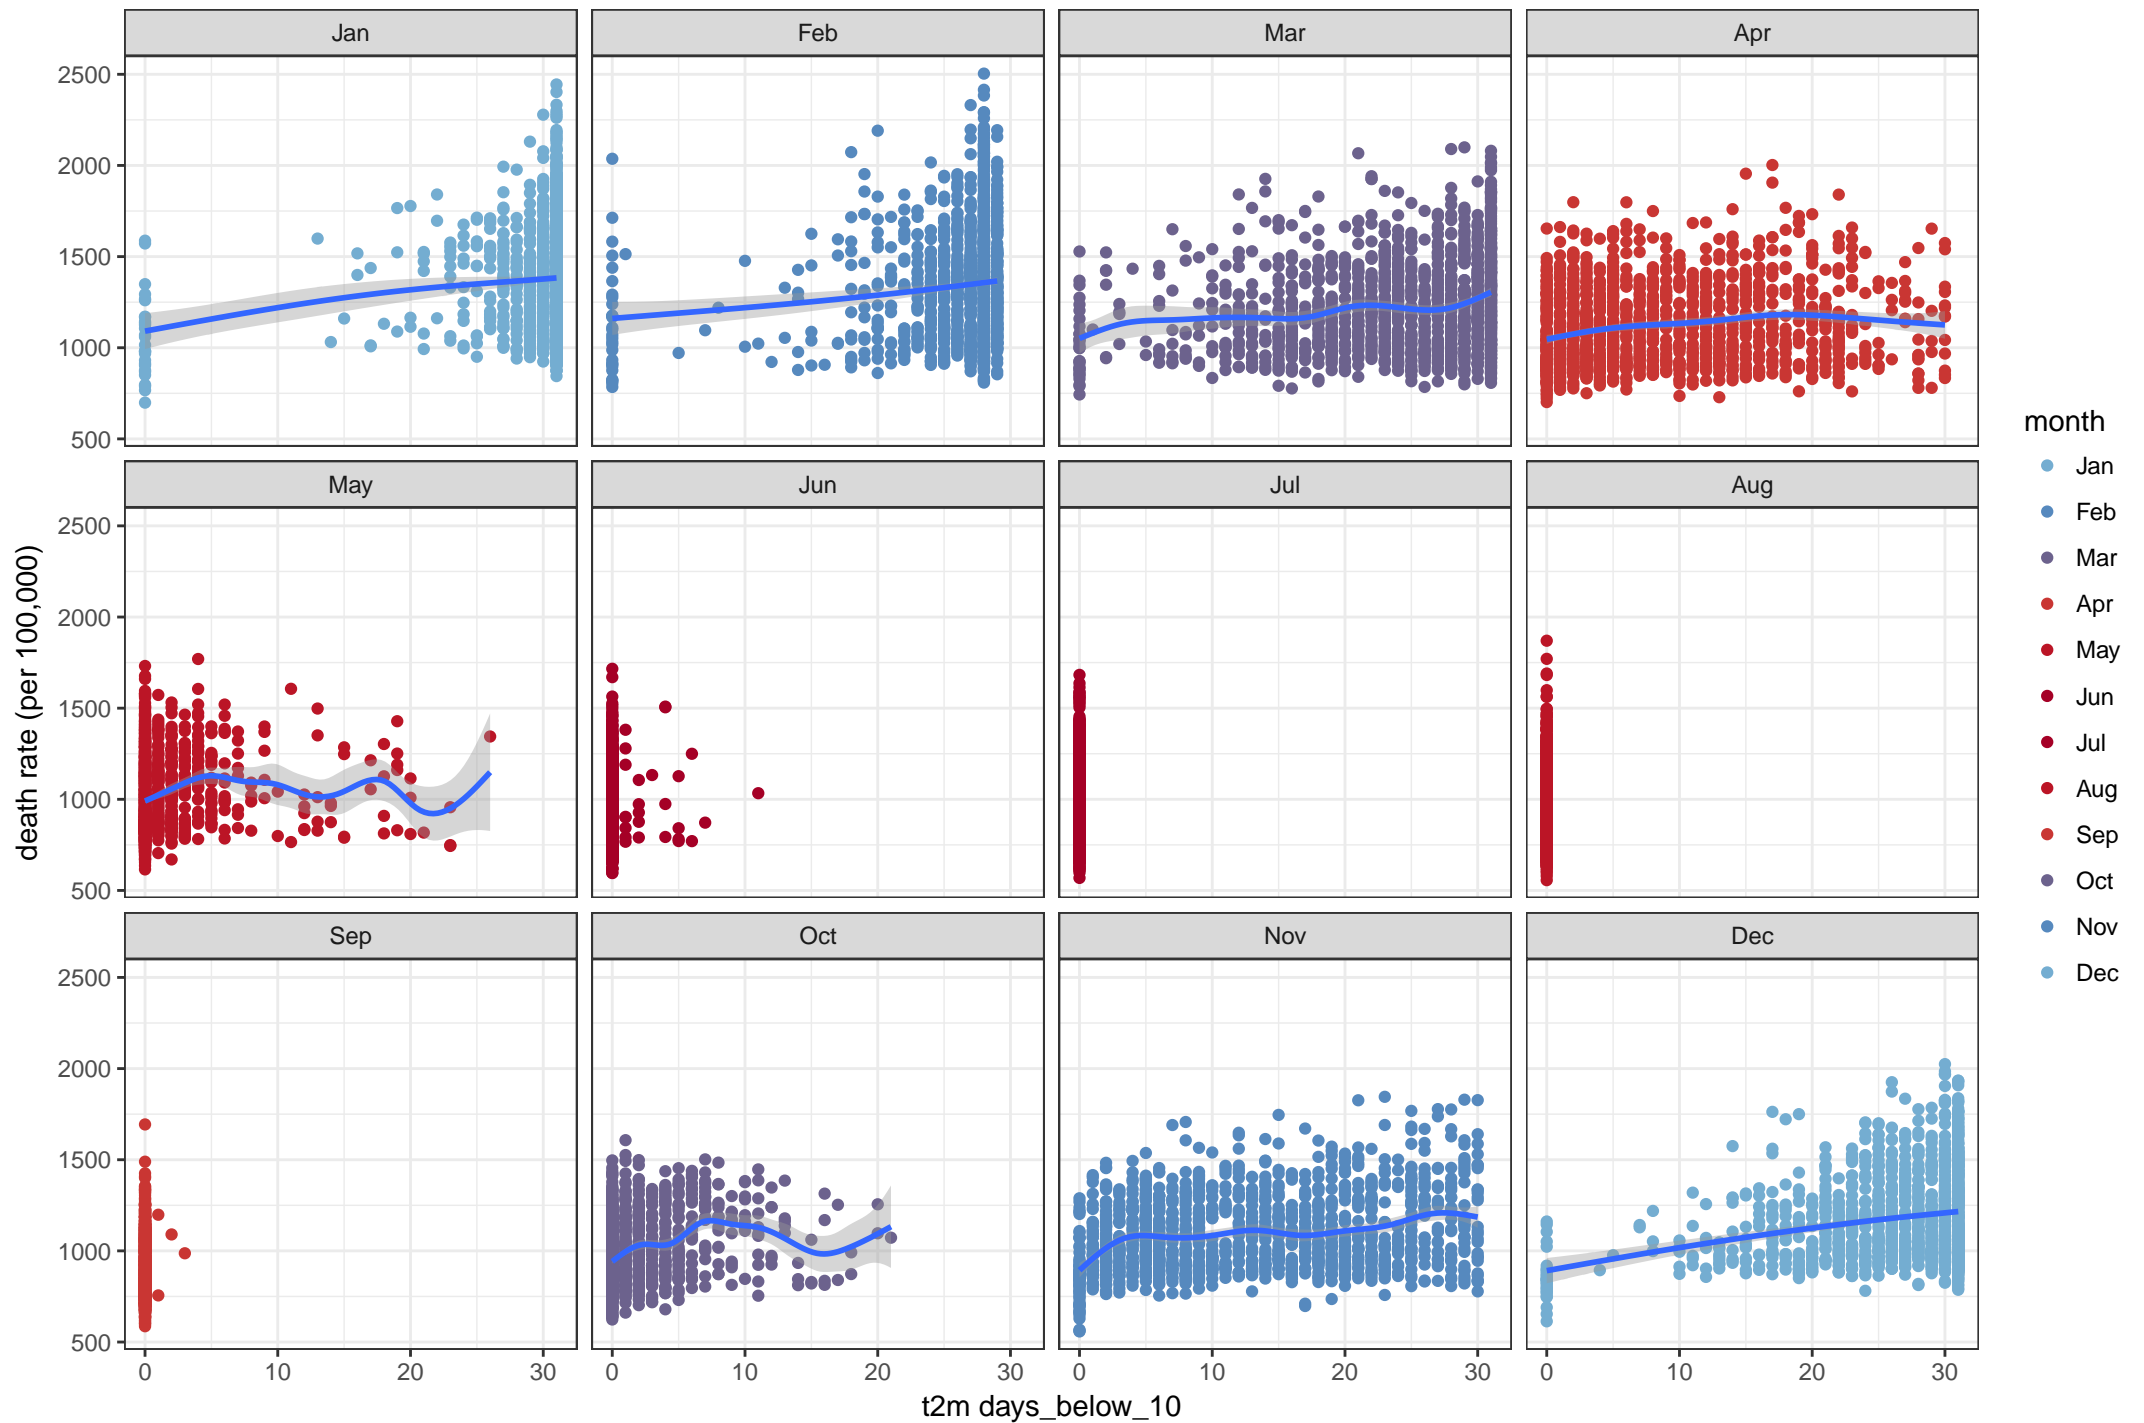 Jan Feb Mar Apr
2500
2000
1500
1000
500
May Jun Jul Aug
2500
2000
1500
1000
500
Sep Oct Nov Dec
2500
2000
1500
1000
500
0 10 20 30 0 10 20 30 0 10 20 30 0 10 20 30
t2m days_below_10
death rate (per 100,000)
month
Jan
Feb
Mar
Apr
May
Jun
Jul
Aug
Sep
Oct
Nov
Dec